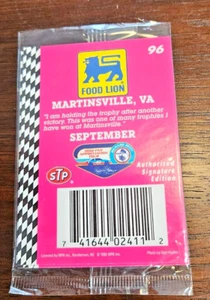 96
FOOD LION
MARTINSVILLE, VA
"I am holding the trophy after another
victory. This was one of many trophies I
have won at Martinsville."
SEPTEMBER
STP
Authorized
Signature
Edition
7 41644 02411 2